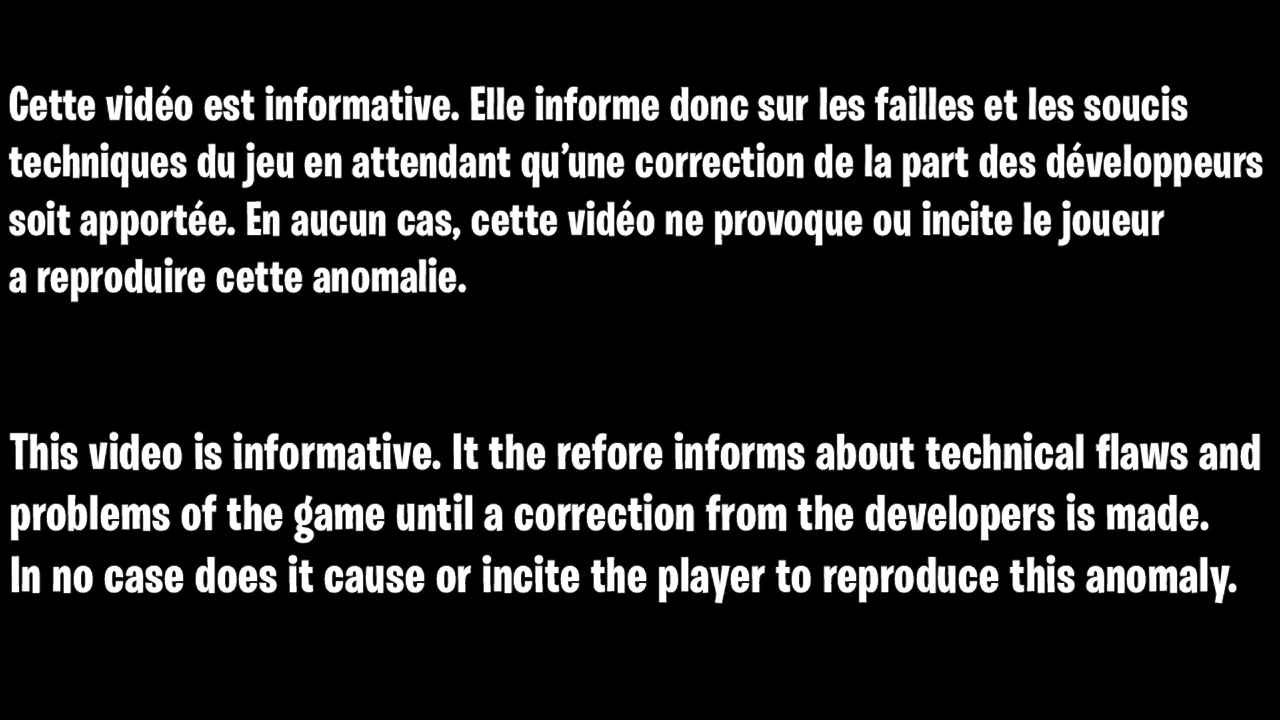 Cette vidéo est informative. Elle informe donc sur les failles et les soucis
techniques du jeu en attendant qu’une correction de la part des développeurs
soit apportée. En aucun cas, cette vidéo ne provoque ou incite le joueur
a reproduire cette anomalie.
This video is informative. It the refore informs about technical flaws and
problems of the game until a correction from the developers is made.
In no case does it cause or incite the player to reproduce this anomaly.